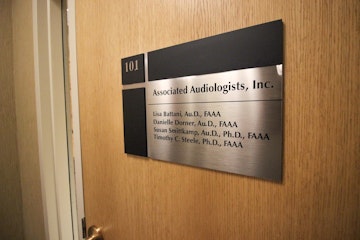 101
Associated Audiologists, Inc.
Lisa Battani, Au.D., FAAA
Danielle Dorner, Au.D., FAAA
Susan Smittkamp, Au.D., Ph.D., FAAA
Timothy C. Steele, Ph.D., FAAA